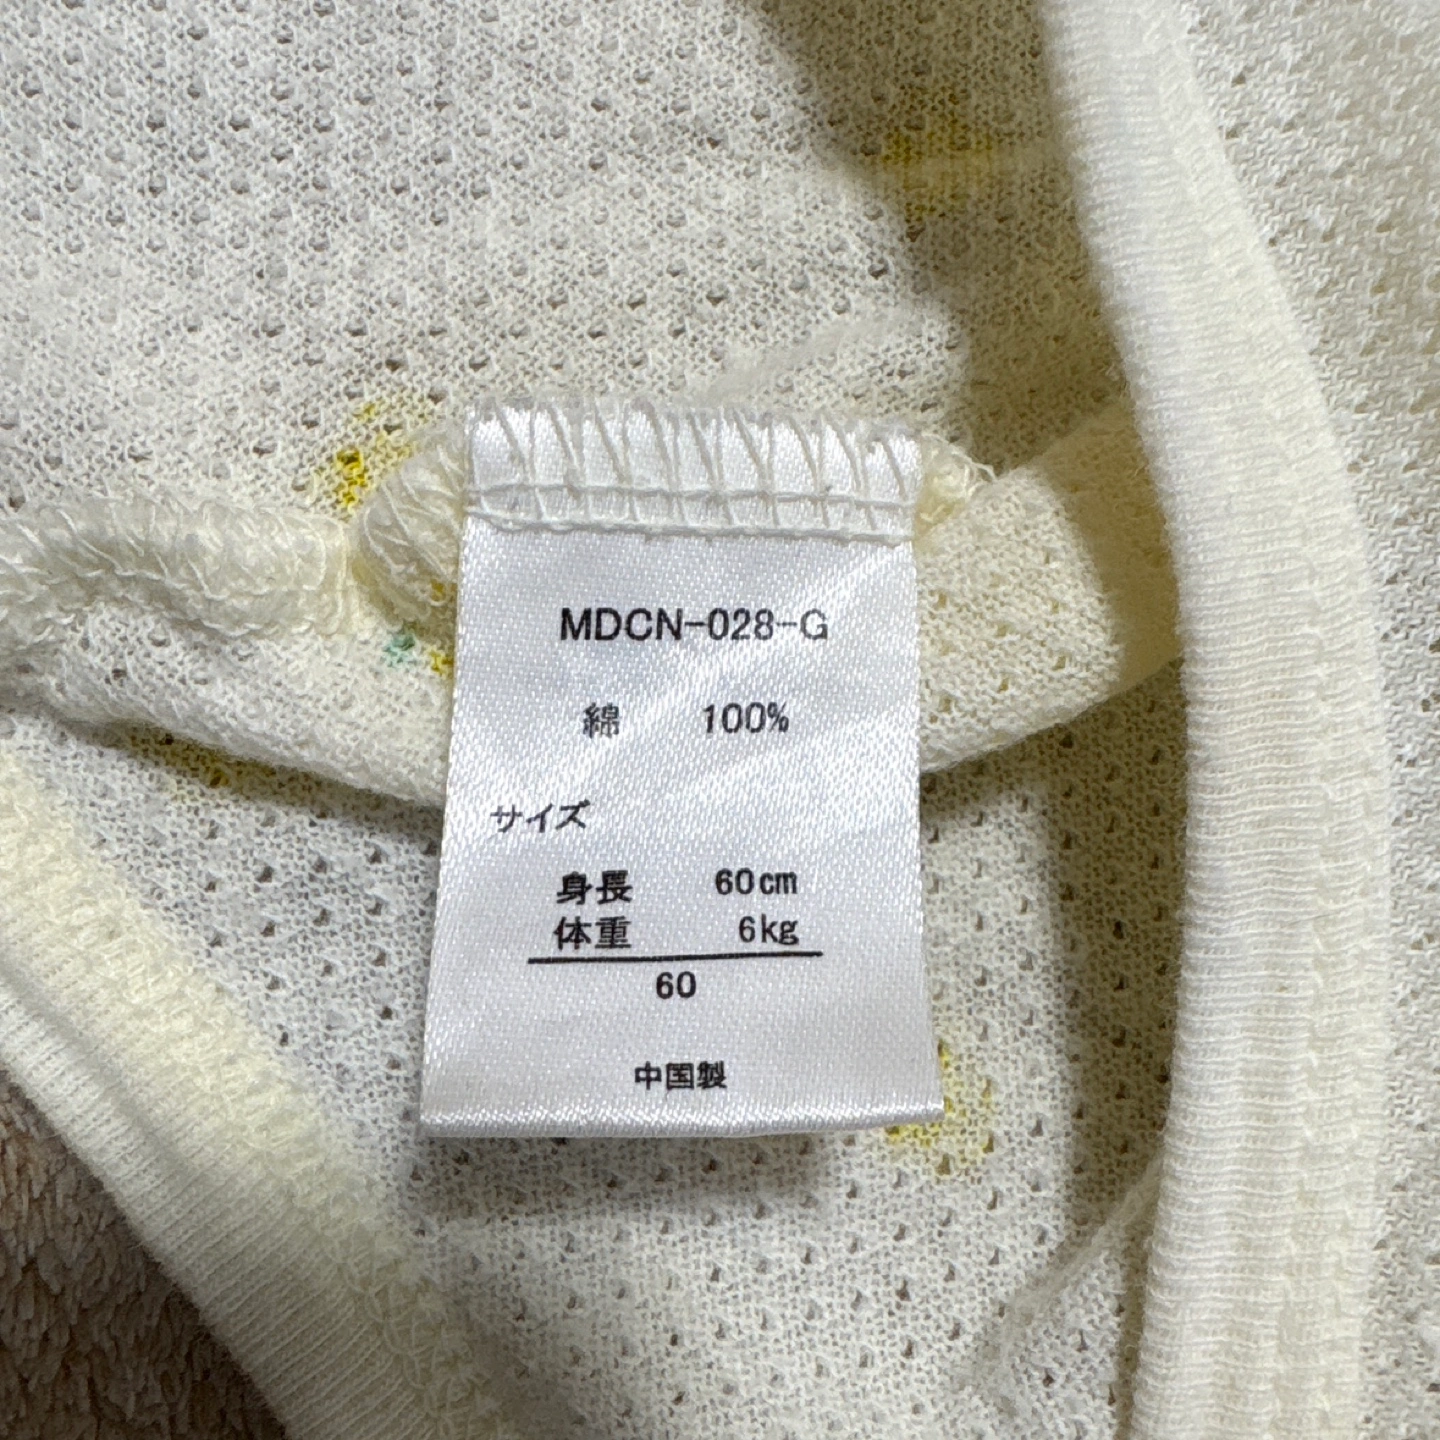 MDCN-028-G
綿 100%
サイズ
身長 60cm
体重 6kg
60
中国製